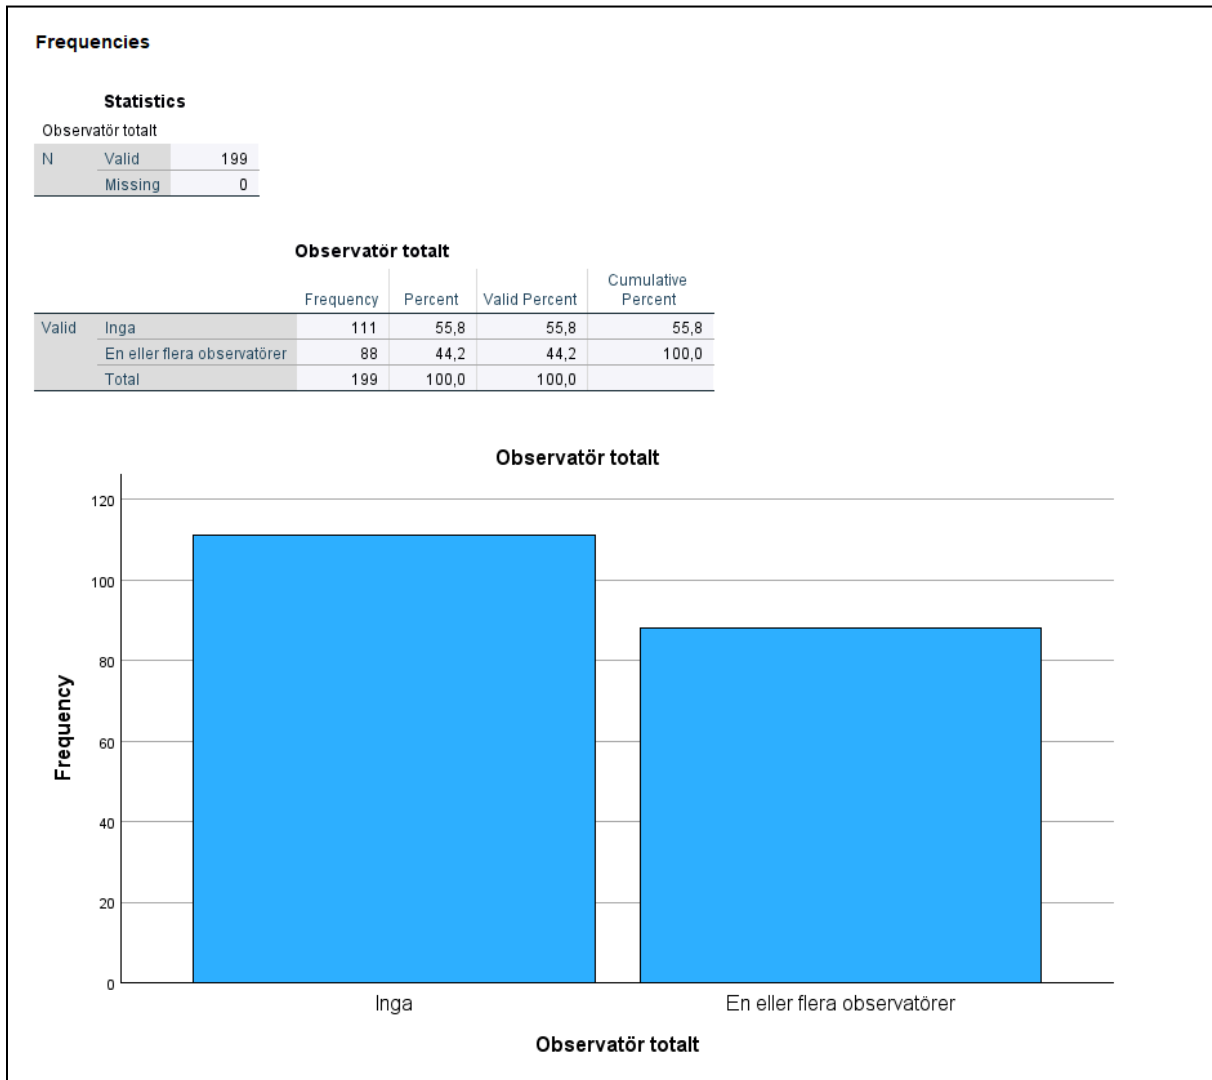 Frequencies
Statistics
Observatör totalt
N Valid 199
Missing 0
Observatör totalt
Frequency Percent Valid Percent Cumulative Percent
Valid Inga 111 55,8 55,8 55,8
En eller flera observatörer 88 44,2 44,2 100,0
Total 199 100,0 100,0
Observatör totalt
120
100
80
60
40
20
0
Frequency
Inga En eller flera observatörer
Observatör totalt